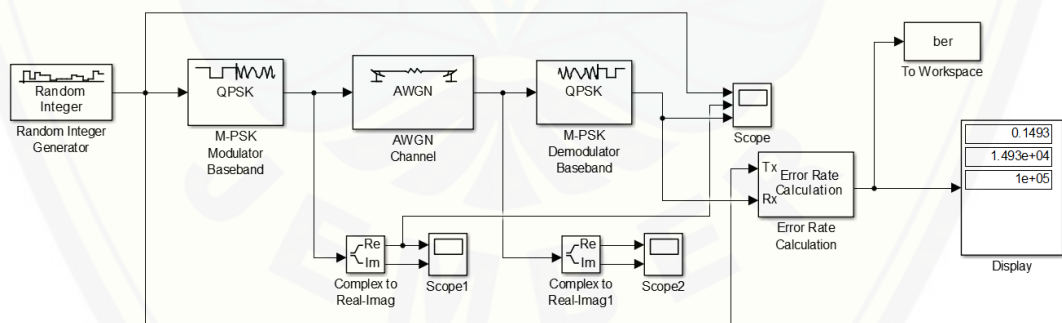 Random
Integer
Random Integer
Generator
QPSK
M-PSK
Modulator
Baseband
AWGN
AWGN
Channel
QPSK
M-PSK
Demodulator
Baseband
Scope
ber
To Workspace
Tx
Rx
Error Rate
Calculation
Error Rate
Calculation
0.1493
1.493e+04
1e+05
Display
Re
Im
Complex to
Real-Imag
Scope1
Re
Im
Complex to
Real-Imag1
Scope2